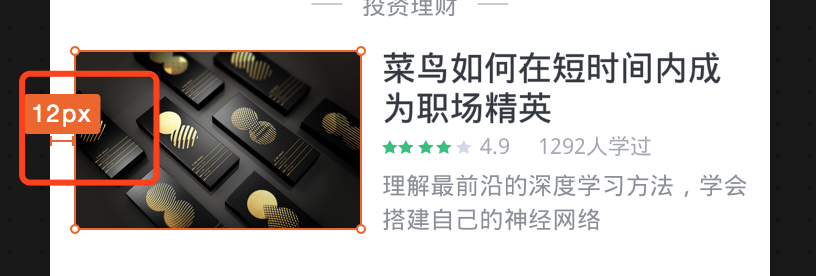 投资理财
12px
菜鸟如何在短时间内成
为职场精英
4.9 1292人学过
理解最前沿的深度学习方法，学会
搭建自己的神经网络